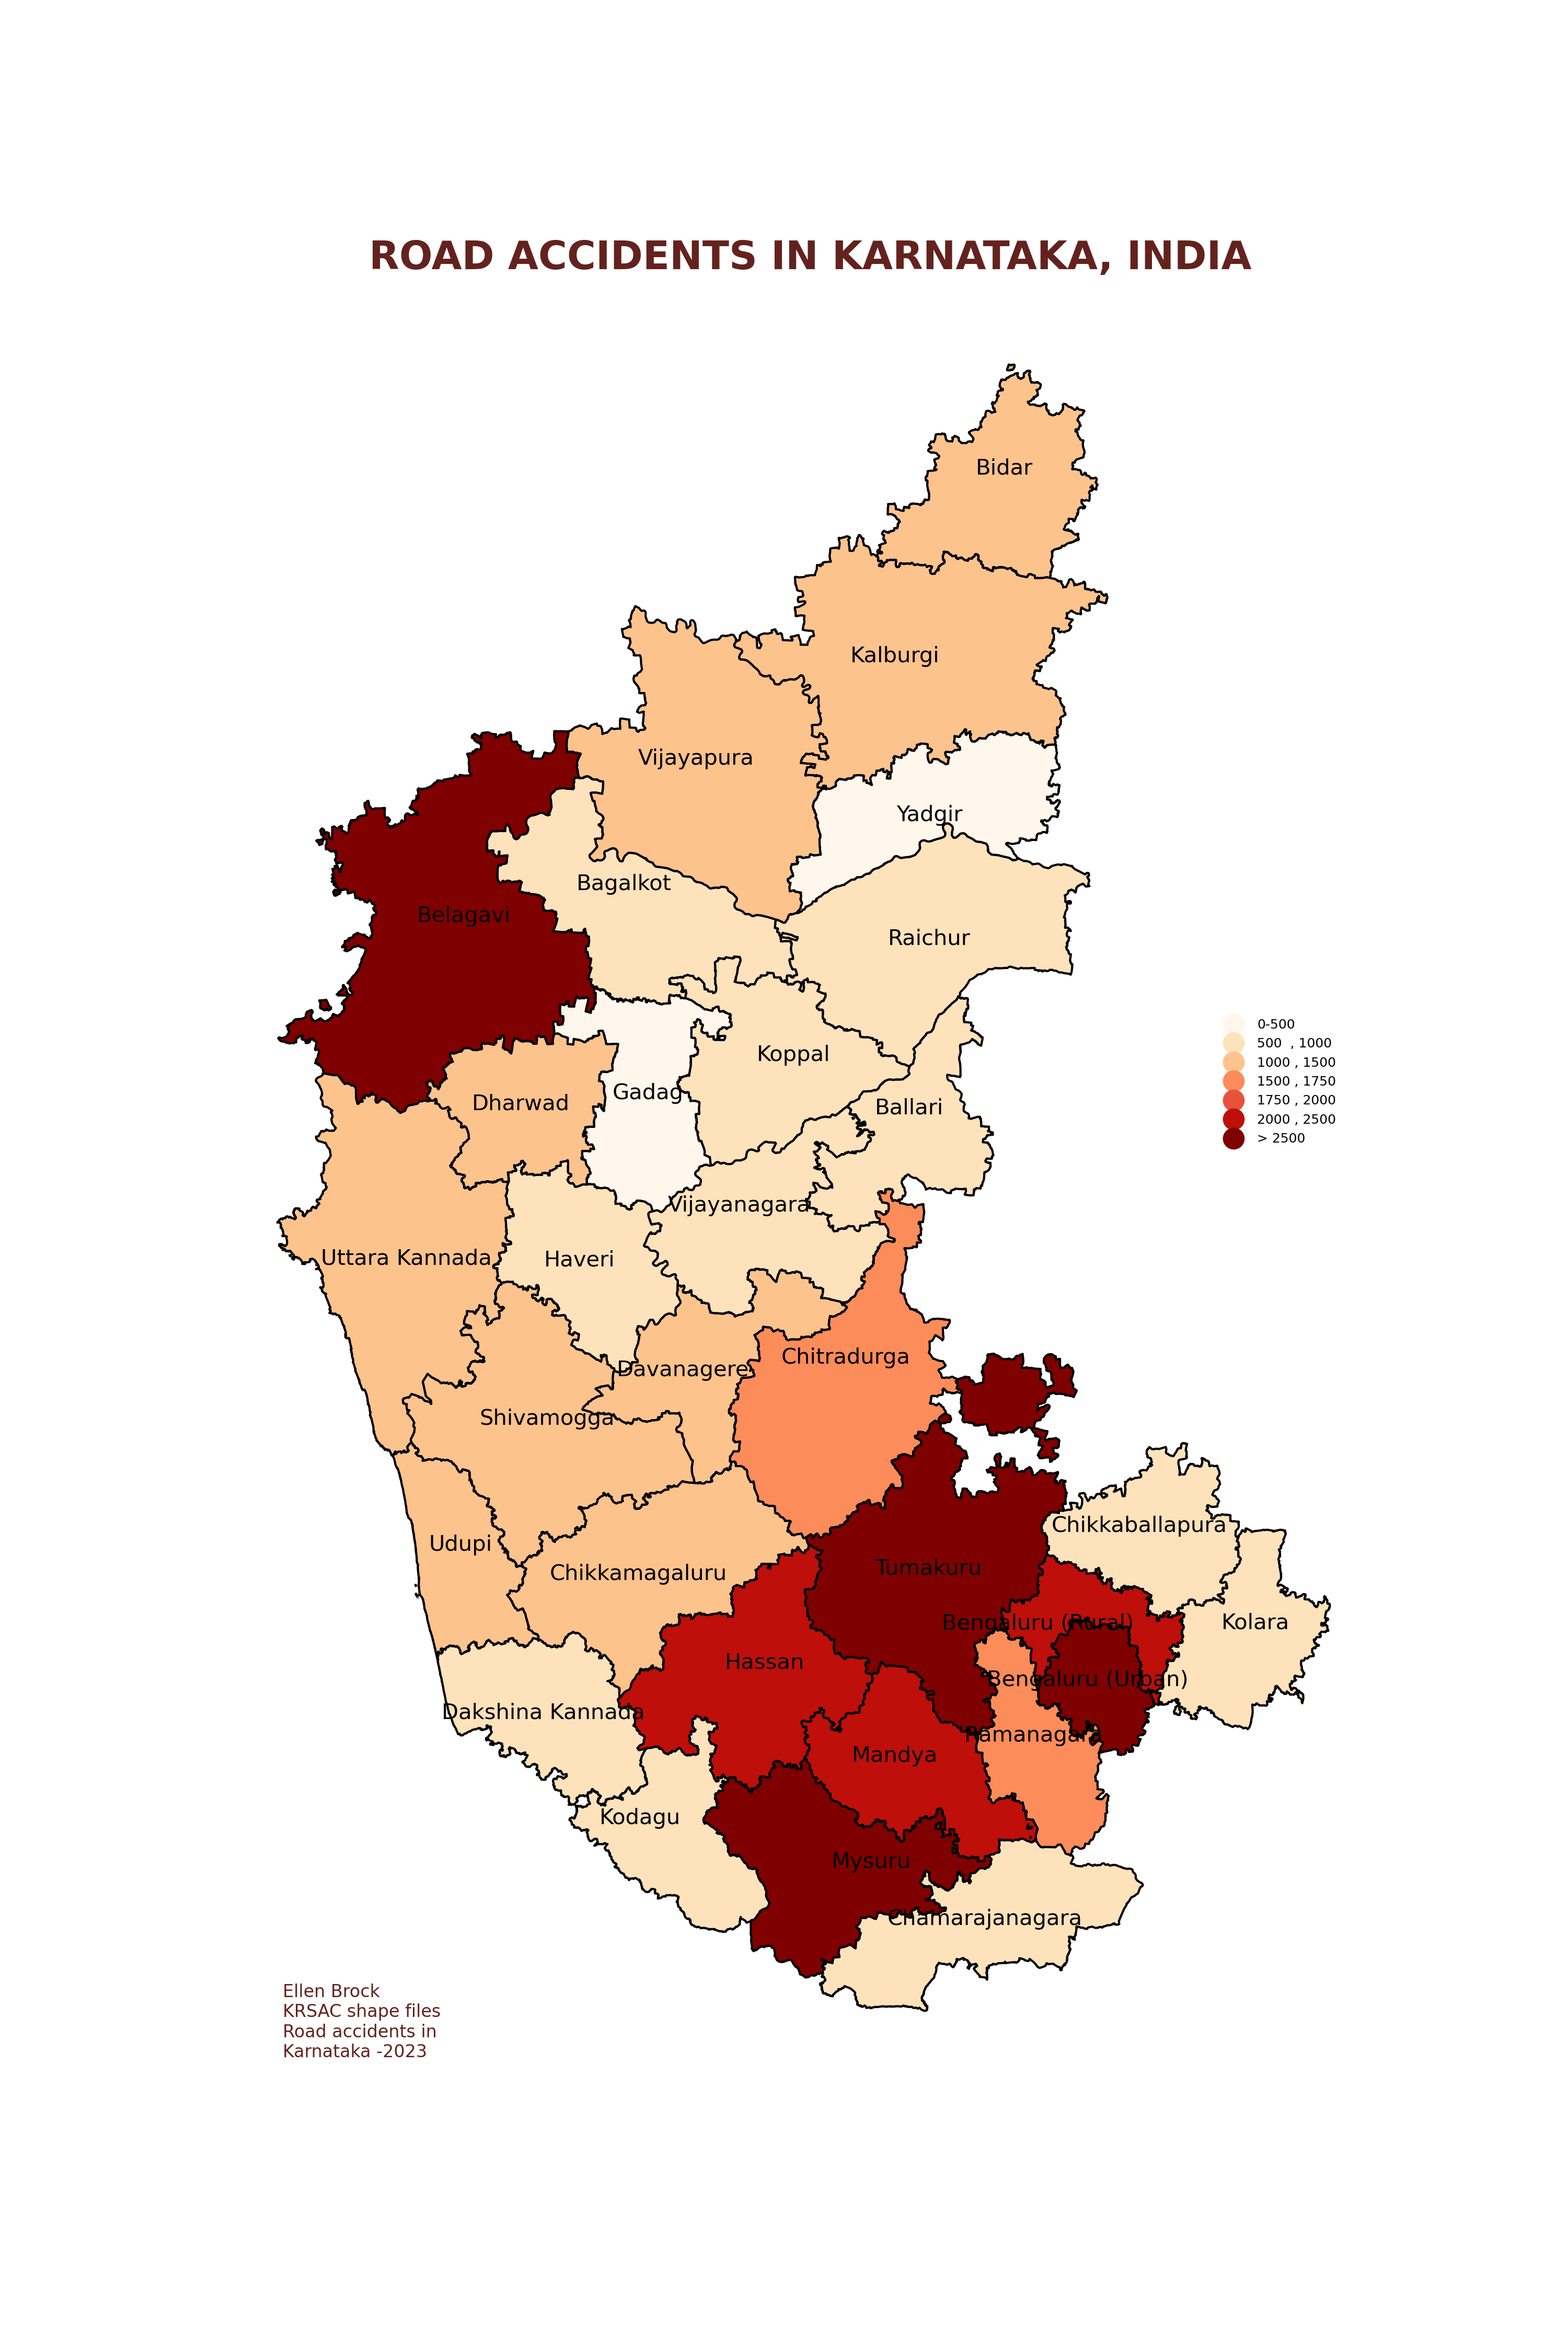 ROAD ACCIDENTS IN KARNATAKA, INDIA
Bidar
Kalburgi
Vijayapura
Yadgir
Bagalkot
Belagavi
Raichur
0-500
500  , 1000
1000 , 1500
1500 , 1750
1750 , 2000
2000 , 2500
> 2500
Koppal
Gadag
Dharwad
Ballari
Vijayanagara
Uttara Kannada
Haveri
Chitradurga
Davanagere
Shivamogga
Chikkaballapura
Udupi
Chikkamagaluru
Tumakuru
Bengaluru (Rural)
Kolara
Hassan
Bengaluru (Urban)
Dakshina Kannada
Ramanagara
Mandya
Kodagu
Mysuru
Chamarajanagara
Ellen Brock
KRSAC shape files
Road accidents in
Karnataka -2023